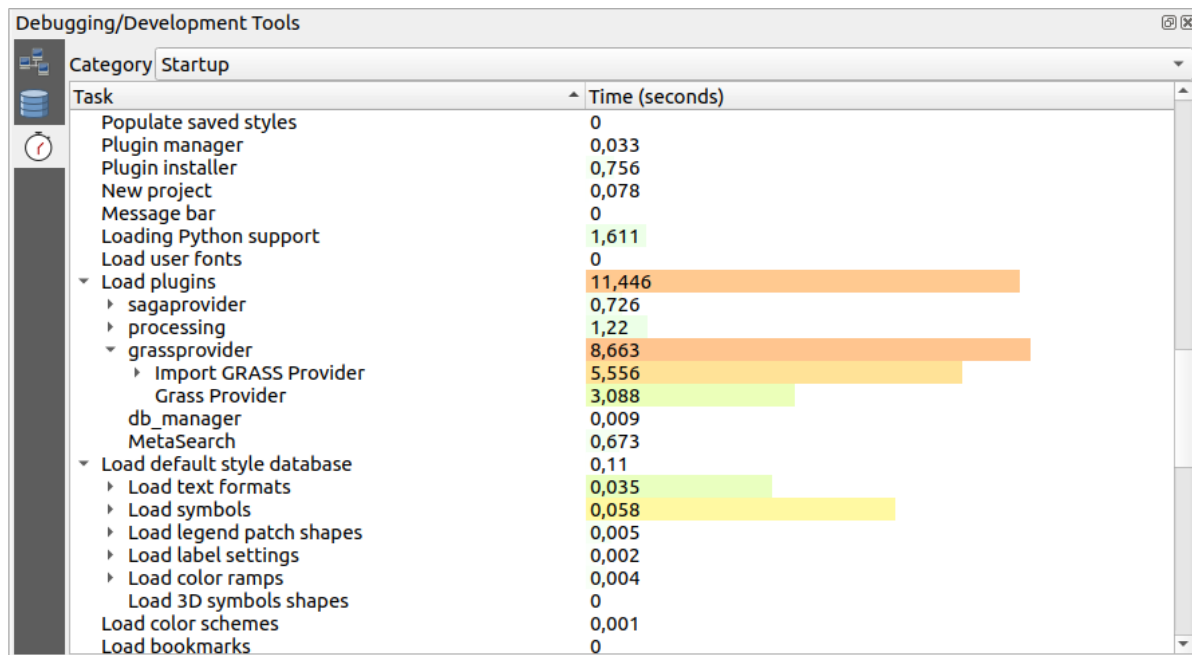 Debugging/Development Tools
Category Startup
Task Time (seconds)
Populate saved styles 0
Plugin manager 0,033
Plugin installer 0,756
New project 0,078
Message bar 0
Loading Python support 1,611
Load user fonts 0
Load plugins 11,446
sagaprovider 0,726
processing 1,22
grassprovider 8,663
Import GRASS Provider 5,556
Grass Provider 3,088
db_manager 0,009
MetaSearch 0,673
Load default style database 0,11
Load text formats 0,035
Load symbols 0,058
Load legend patch shapes 0,005
Load label settings 0,002
Load color ramps 0,004
Load 3D symbols shapes 0
Load color schemes 0,001
Load bookmarks 0